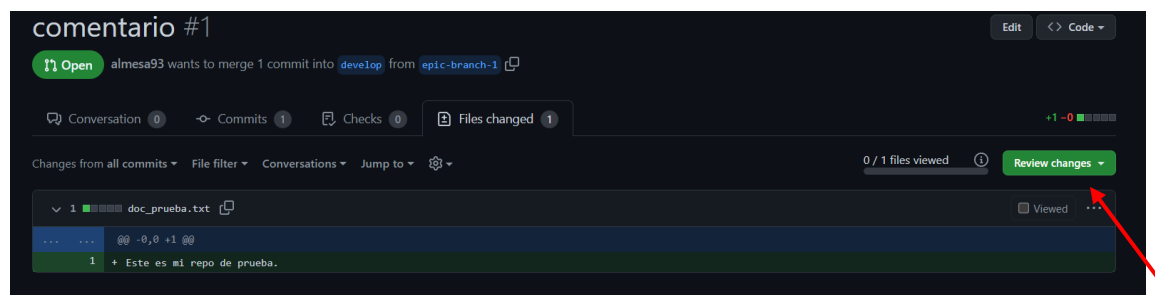 comentario #1
Edit
<> Code
Open
almesa93 wants to merge 1 commit into develop from epic-branch-1
Conversation 0
Commits 1
Checks 0
Files changed 1
+1 −0
Changes from all commits
File filter
Conversations
Jump to
0 / 1 files viewed
Review changes
1 doc_prueba.txt
Viewed
... ... @@ -0,0 +1 @@
1 + Este es mi repo de prueba.